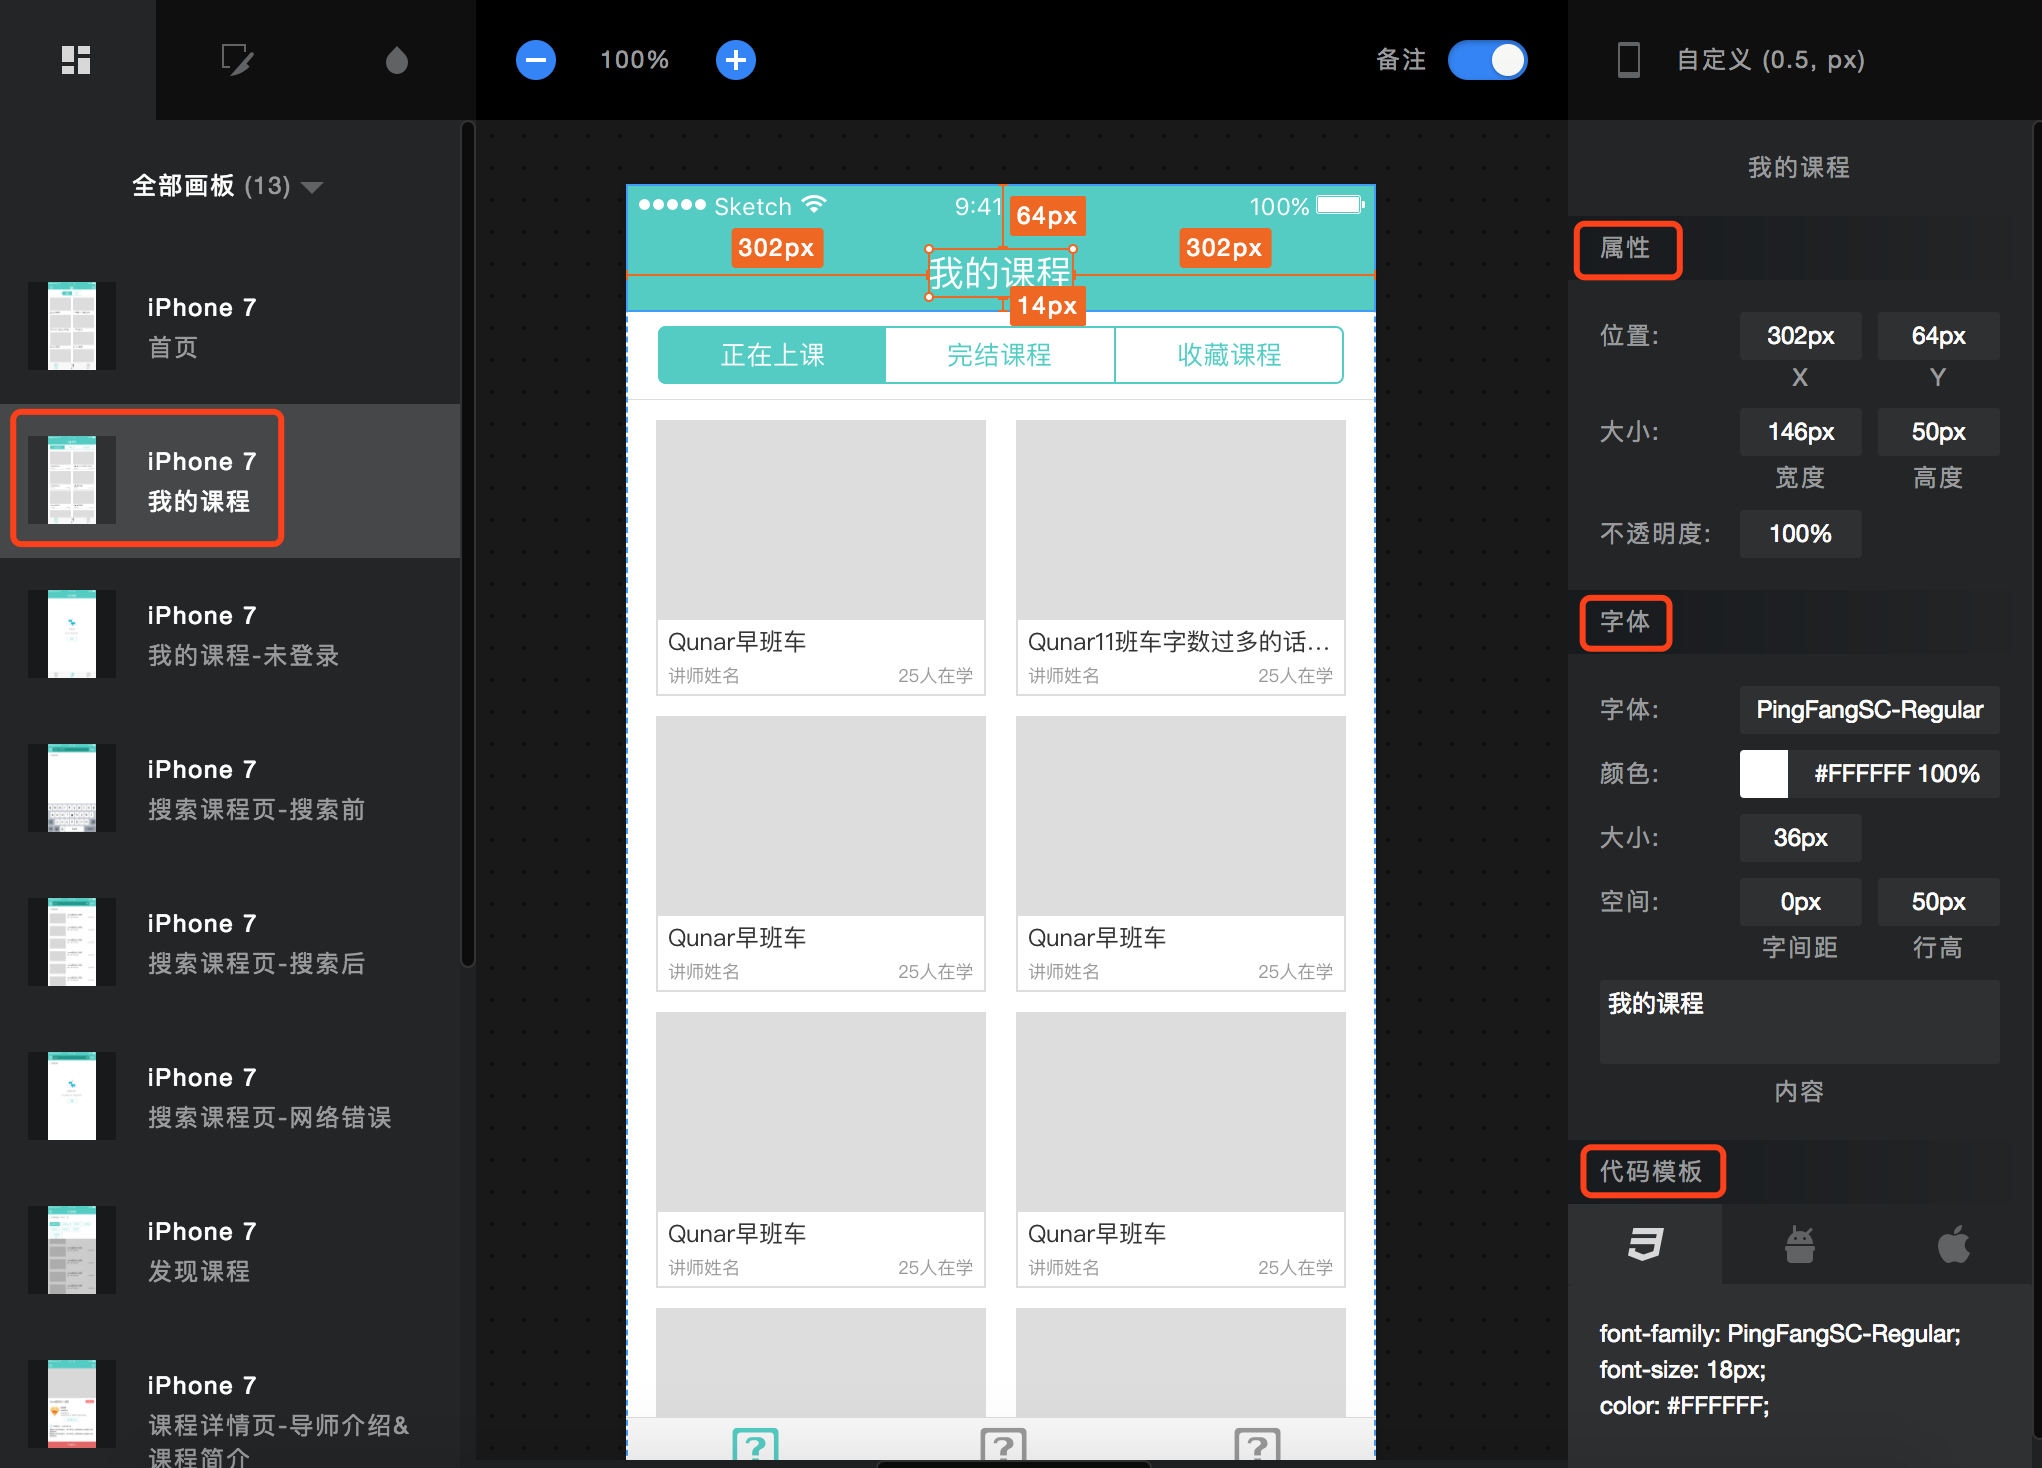 100%
备注
自定义 (0.5, px)
全部画板 (13)
iPhone 7
首页
iPhone 7
我的课程
iPhone 7
我的课程-未登录
iPhone 7
搜索课程页-搜索前
iPhone 7
搜索课程页-搜索后
iPhone 7
搜索课程页-网络错误
iPhone 7
发现课程
iPhone 7
课程详情页-导师介绍&
课程简介
Sketch
9:41
100%
64px
302px
302px
我的课程
14px
正在上课
完结课程
收藏课程
Qunar早班车
讲师姓名
25人在学
Qunar11班车字数过多的话...
讲师姓名
25人在学
Qunar早班车
讲师姓名
25人在学
Qunar早班车
讲师姓名
25人在学
Qunar早班车
讲师姓名
25人在学
Qunar早班车
讲师姓名
25人在学
?
?
?
我的课程
属性
位置:
302px
64px
X
Y
大小:
146px
50px
宽度
高度
不透明度:
100%
字体
字体:
PingFangSC-Regular
颜色:
#FFFFFF 100%
大小:
36px
空间:
0px
50px
字间距
行高
我的课程
内容
代码模板
font-family: PingFangSC-Regular;
font-size: 18px;
color: #FFFFFF;